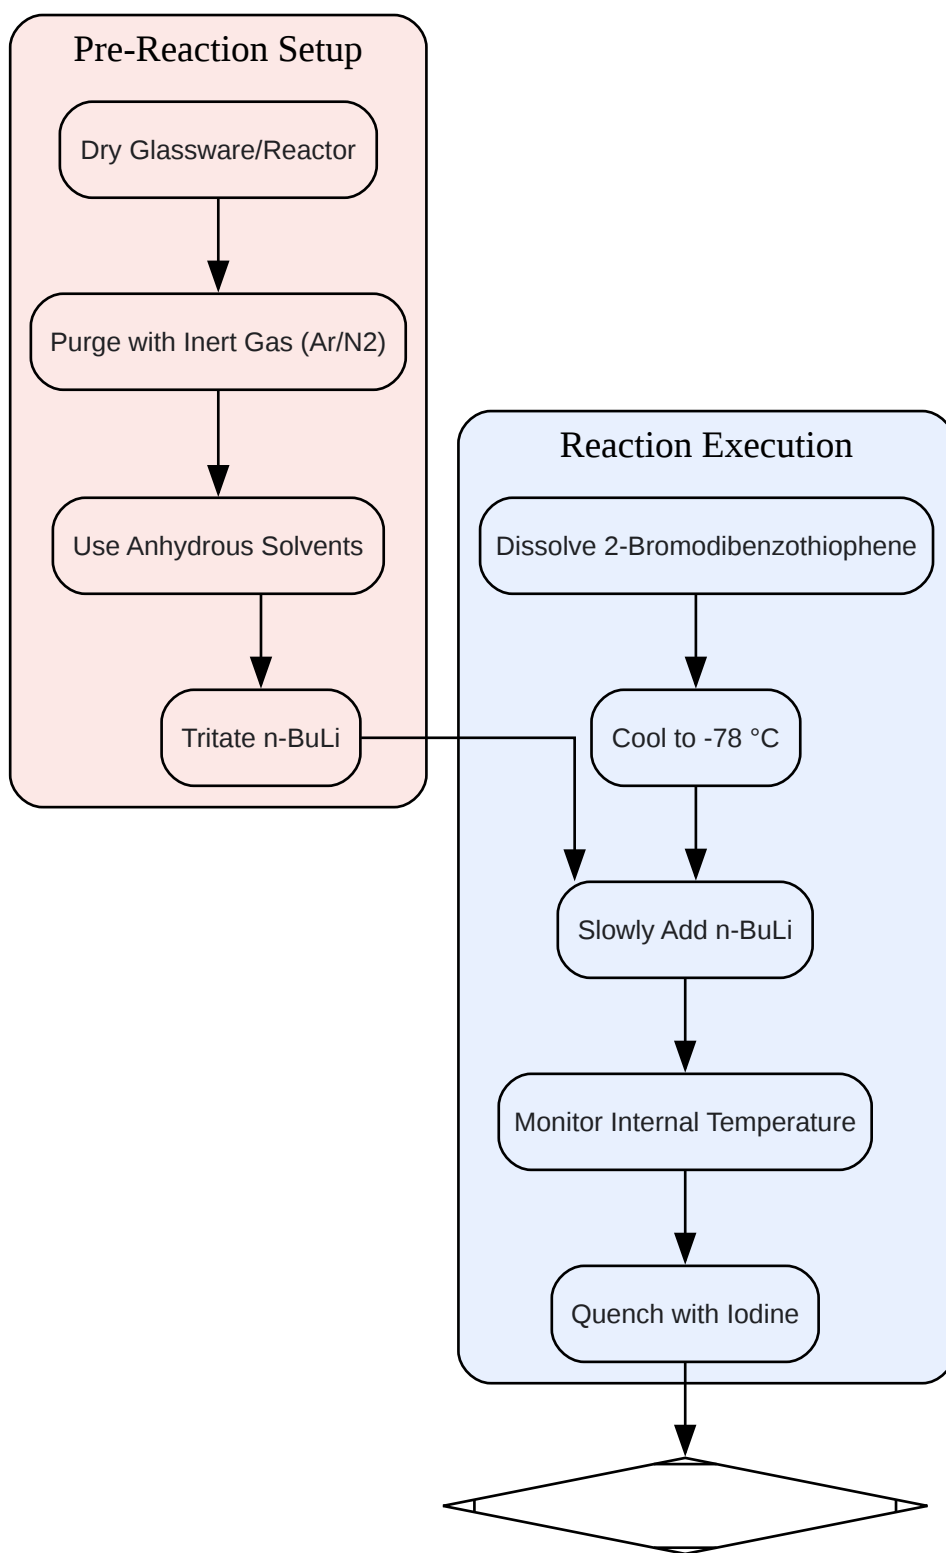 Pre-Reaction Setup
Dry Glassware/Reactor
Purge with Inert Gas (Ar/N2)
Use Anhydrous Solvents
Tritate n-BuLi
Reaction Execution
Dissolve 2-Bromodibenzothiophene
Cool to -78 °C
Slowly Add n-BuLi
Monitor Internal Temperature
Quench with Iodine